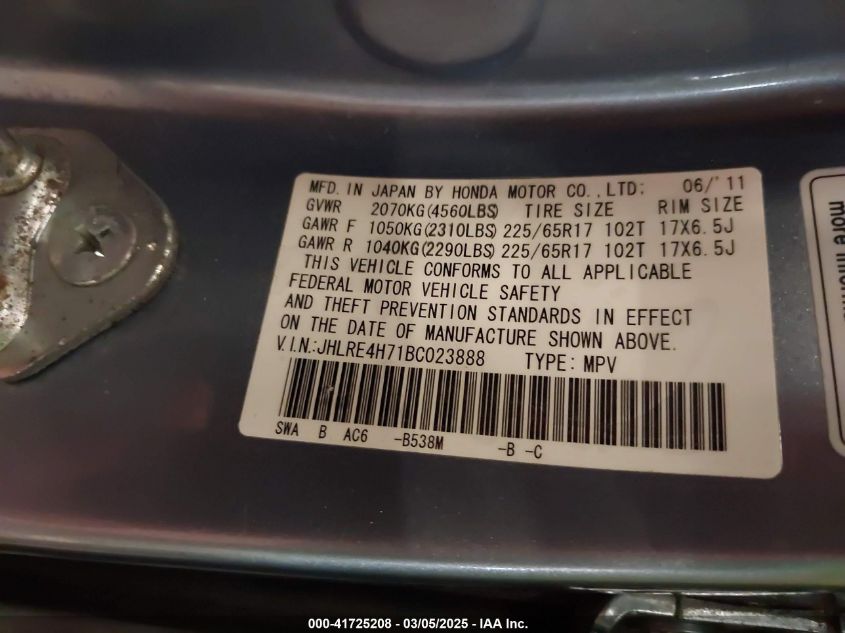 MFD. IN JAPAN BY HONDA MOTOR CO.,LTD: 06/'11
GVWR 2070KG(4560LBS) TIRE SIZE RIM SIZE
GAWR F 1050KG(2310LBS) 225/65R17 102T 17X6.5J
GAWR R 1040KG(2290LBS) 225/65R17 102T 17X6.5J
THIS VEHICLE CONFORMS TO ALL APPLICABLE
FEDERAL MOTOR VEHICLE SAFETY
AND THEFT PREVENTION STANDARDS IN EFFECT
ON THE DATE OF MANUFACTURE SHOWN ABOVE.
V.I.N:JHLRE4H71BC023888 TYPE: MPV
SWA B AC6 -B538M -B -C
more
000-41725208 - 03/05/2025 - IAA Inc.